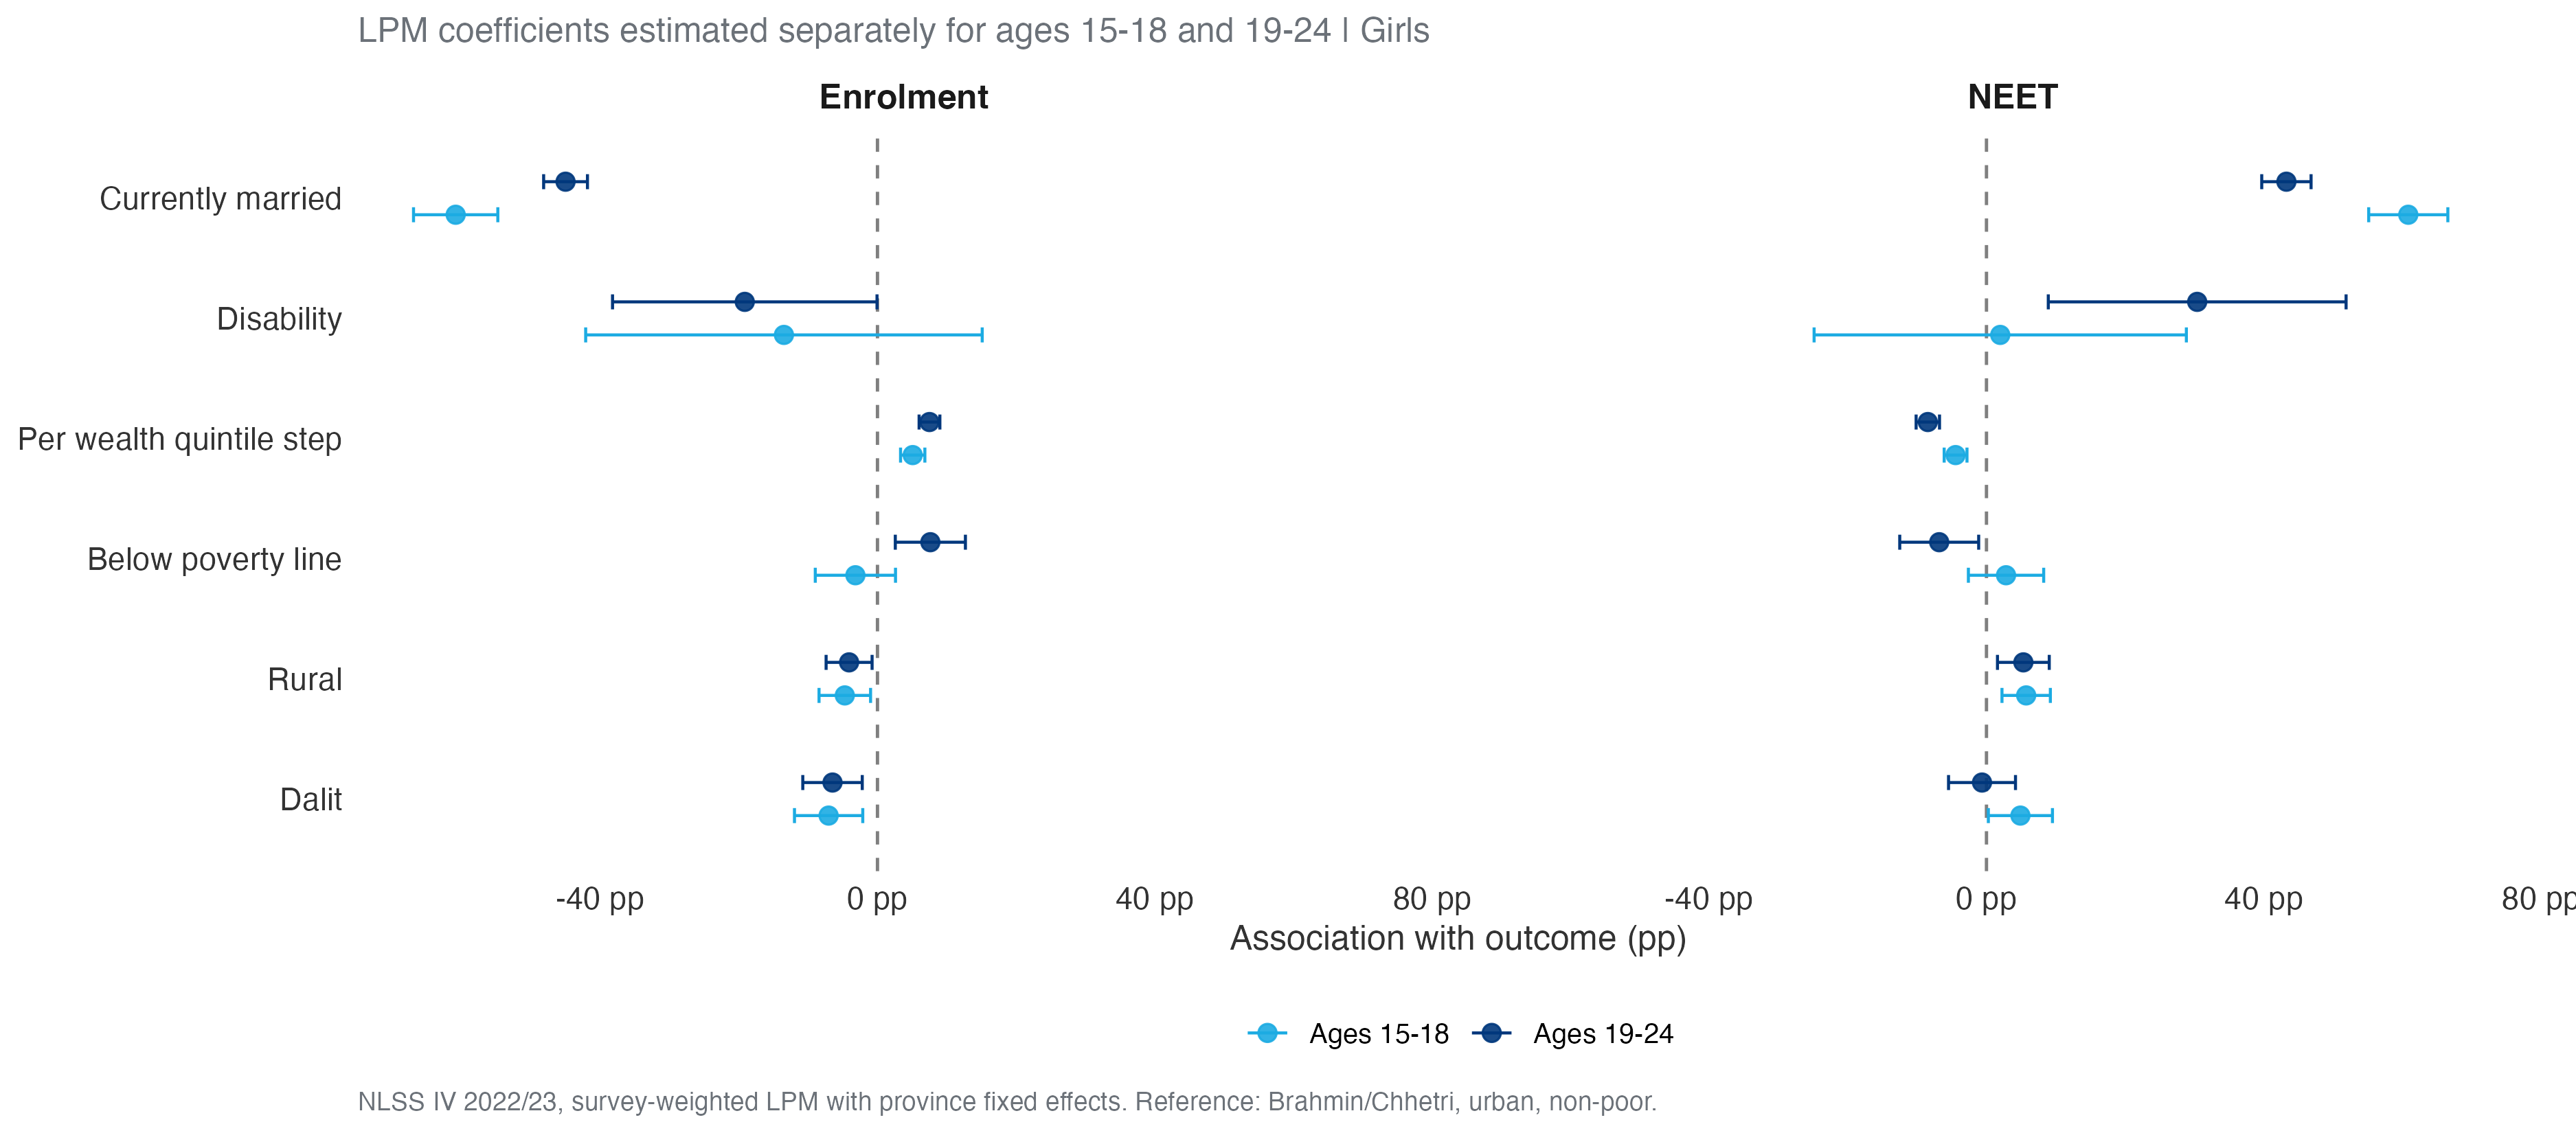 LPM coefficients estimated separately for ages 15-18 and 19-24 | Girls
Enrolment
NEET
Currently married
Disability
Per wealth quintile step
Below poverty line
Rural
Dalit
-40 pp 0 pp 40 pp 80 pp -40 pp 0 pp 40 pp 80 pp
Association with outcome (pp)
Ages 15-18 Ages 19-24
NLSS IV 2022/23, survey-weighted LPM with province fixed effects. Reference: Brahmin/Chhetri, urban, non-poor.